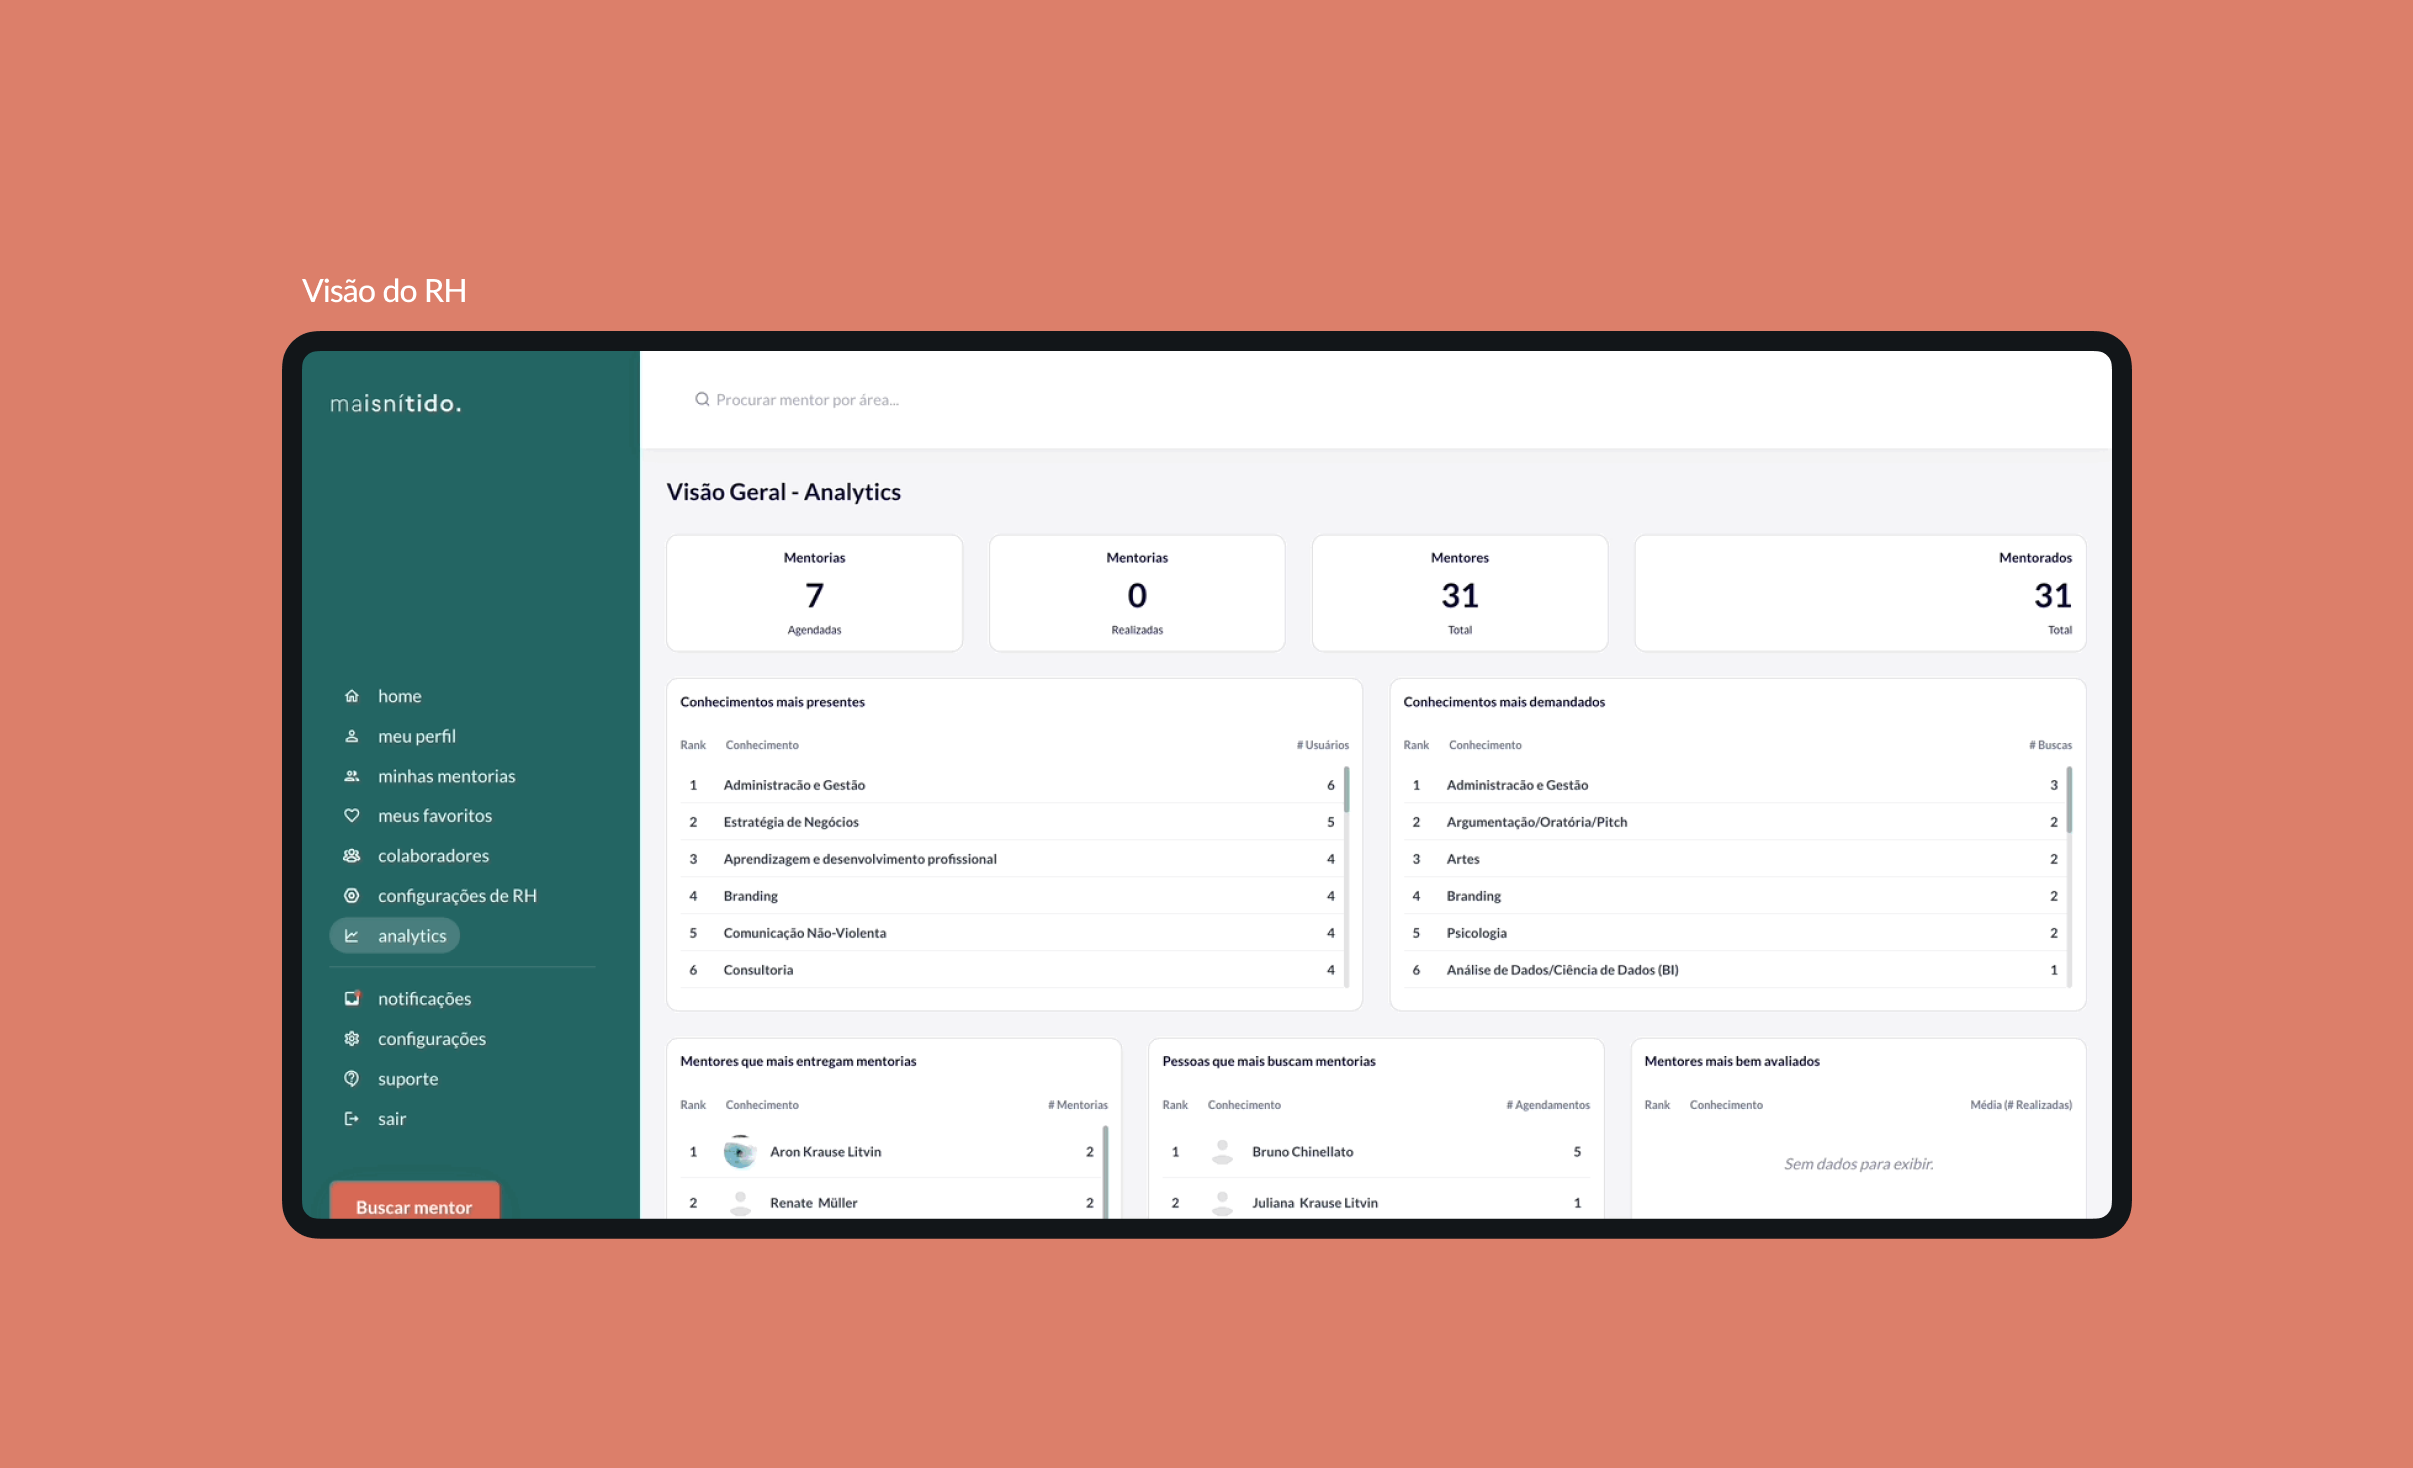 Visão do RH
maisnítido.
home
meu perfil
minhas mentorias
meus favoritos
colaboradores
configurações de RH
analytics
notificações
configurações
suporte
sair
Buscar mentor
Procurar mentor por área...
Visão Geral - Analytics
Mentorias
7
Agendadas
Mentorias
0
Realizadas
Mentores
31
Total
Mentorados
31
Total
Conhecimentos mais presentes
Rank Conhecimento # Usuários
1 Administracão e Gestão 6
2 Estratégia de Negócios 5
3 Aprendizagem e desenvolvimento profissional 4
4 Branding 4
5 Comunicação Não-Violenta 4
6 Consultoria 4
Conhecimentos mais demandados
Rank Conhecimento # Buscas
1 Administracão e Gestão 3
2 Argumentação/Oratória/Pitch 2
3 Artes 2
4 Branding 2
5 Psicologia 2
6 Análise de Dados/Ciência de Dados (BI) 1
Mentores que mais entregam mentorias
Rank Conhecimento # Mentorias
1 Aron Krause Litvin 2
2 Renate Müller 2
Pessoas que mais buscam mentorias
Rank Conhecimento # Agendamentos
1 Bruno Chinellato 5
2 Juliana Krause Litvin 1
Mentores mais bem avaliados
Rank Conhecimento Média (# Realizadas)
Sem dados para exibir.